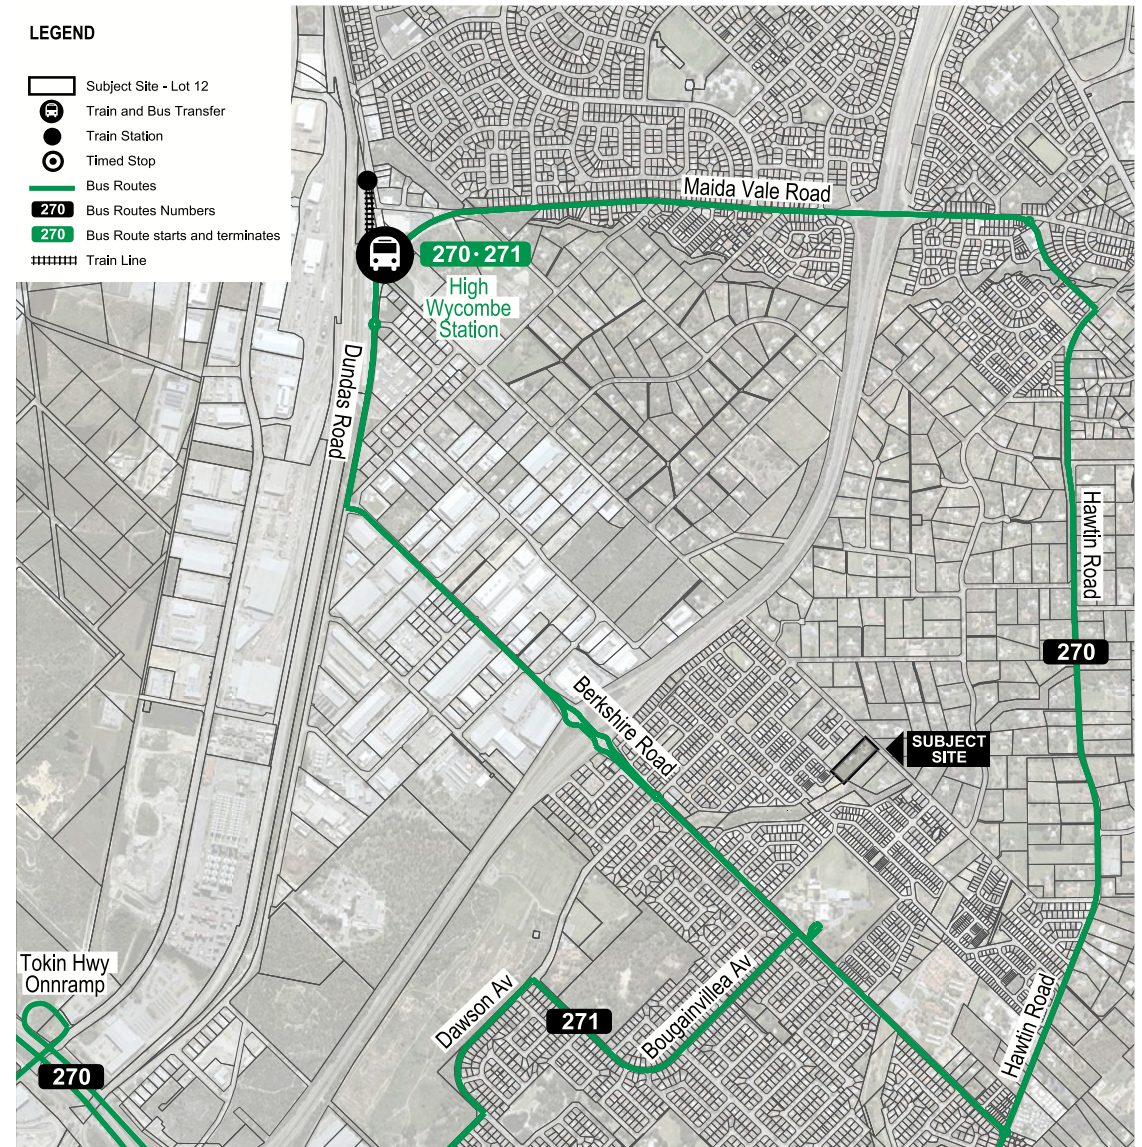 LEGEND
Subject Site - Lot 12
Train and Bus Transfer
Train Station
Timed Stop
Bus Routes
270 Bus Routes Numbers
270 Bus Route starts and terminates
Train Line
Maida Vale Road
270·271
High
Wycombe
Station
Dundas Road
Hawtin Road
270
Berkshire Road
SUBJECT
SITE
Tokin Hwy
Onnramp
270
Dawson Av
271
Bougainvillea Av
Hawtin Road